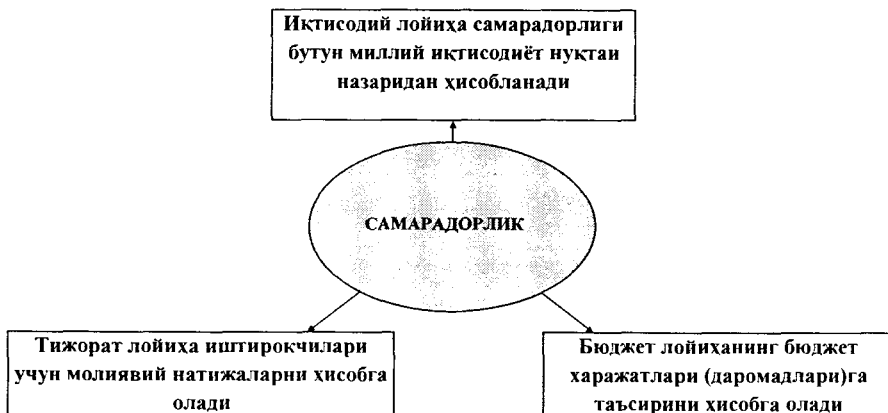 Иқтисодий лойиҳа самарадорлиги
бутун миллий иқтисодиёт нуқтаи
назаридан ҳисобланади
САМАРАДОРЛИК
Тижорат лойиҳа иштирокчилари
учун молиявий натижаларни ҳисобга
олади
Бюджет лойиҳанинг бюджет
харажатлари (даромадлари)га
таъсирини ҳисобга олади